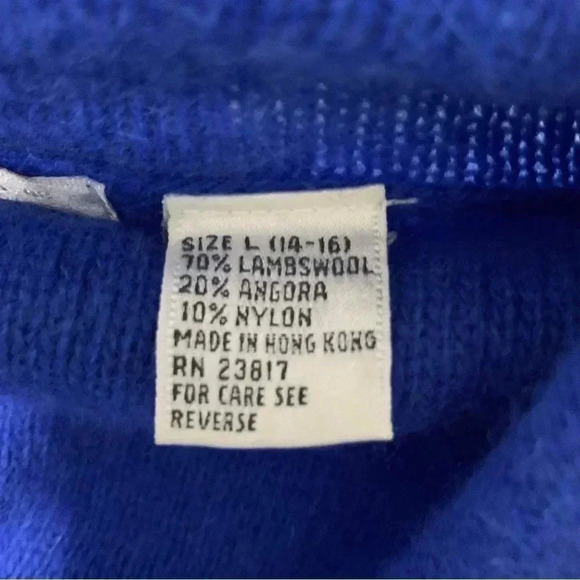 SIZE L (14-16)
70% LAMBSWOOL
20% ANGORA
10% NYLON
MADE IN HONG KONG
RN 23817
FOR CARE SEE
REVERSE